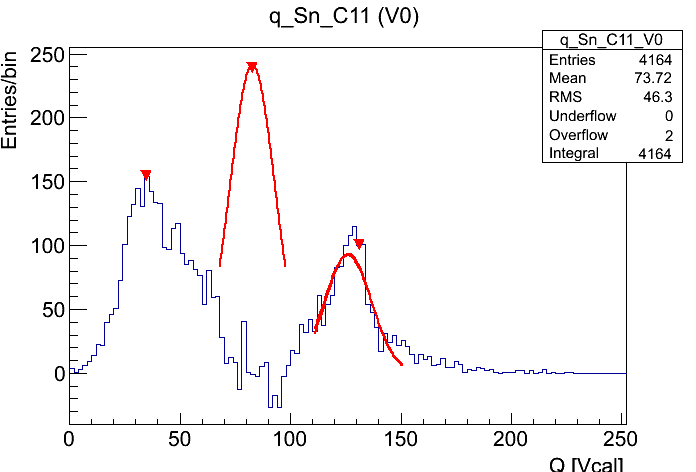 q_Sn_C11 (V0)
q_Sn_C11_V0
Entries 4164
Mean 73.72
RMS 46.3
Underflow 0
Overflow 2
Integral 4164
Entries/bin
250
200
150
100
50
0
0 50 100 150 200 250
Q [Vcal]